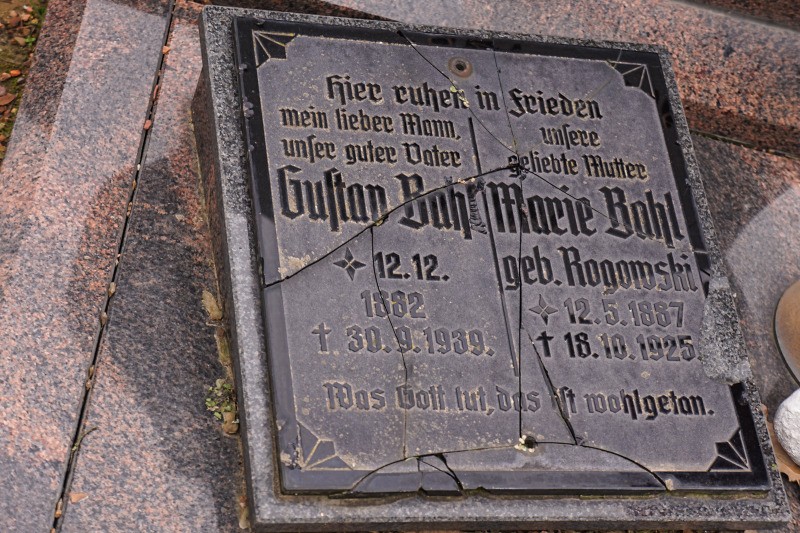 Hier ruhen in Frieden
mein lieber Mann,
unser guter Vater
Gustav Bahl
✧ 12.12.
1882
† 30.9.1939.
unsere
geliebte Mutter
Marie Bahl
geb. Rogowski
✧ 12.5.1887
† 18.10.1925
Was Gott tut, das ist wohlgetan.